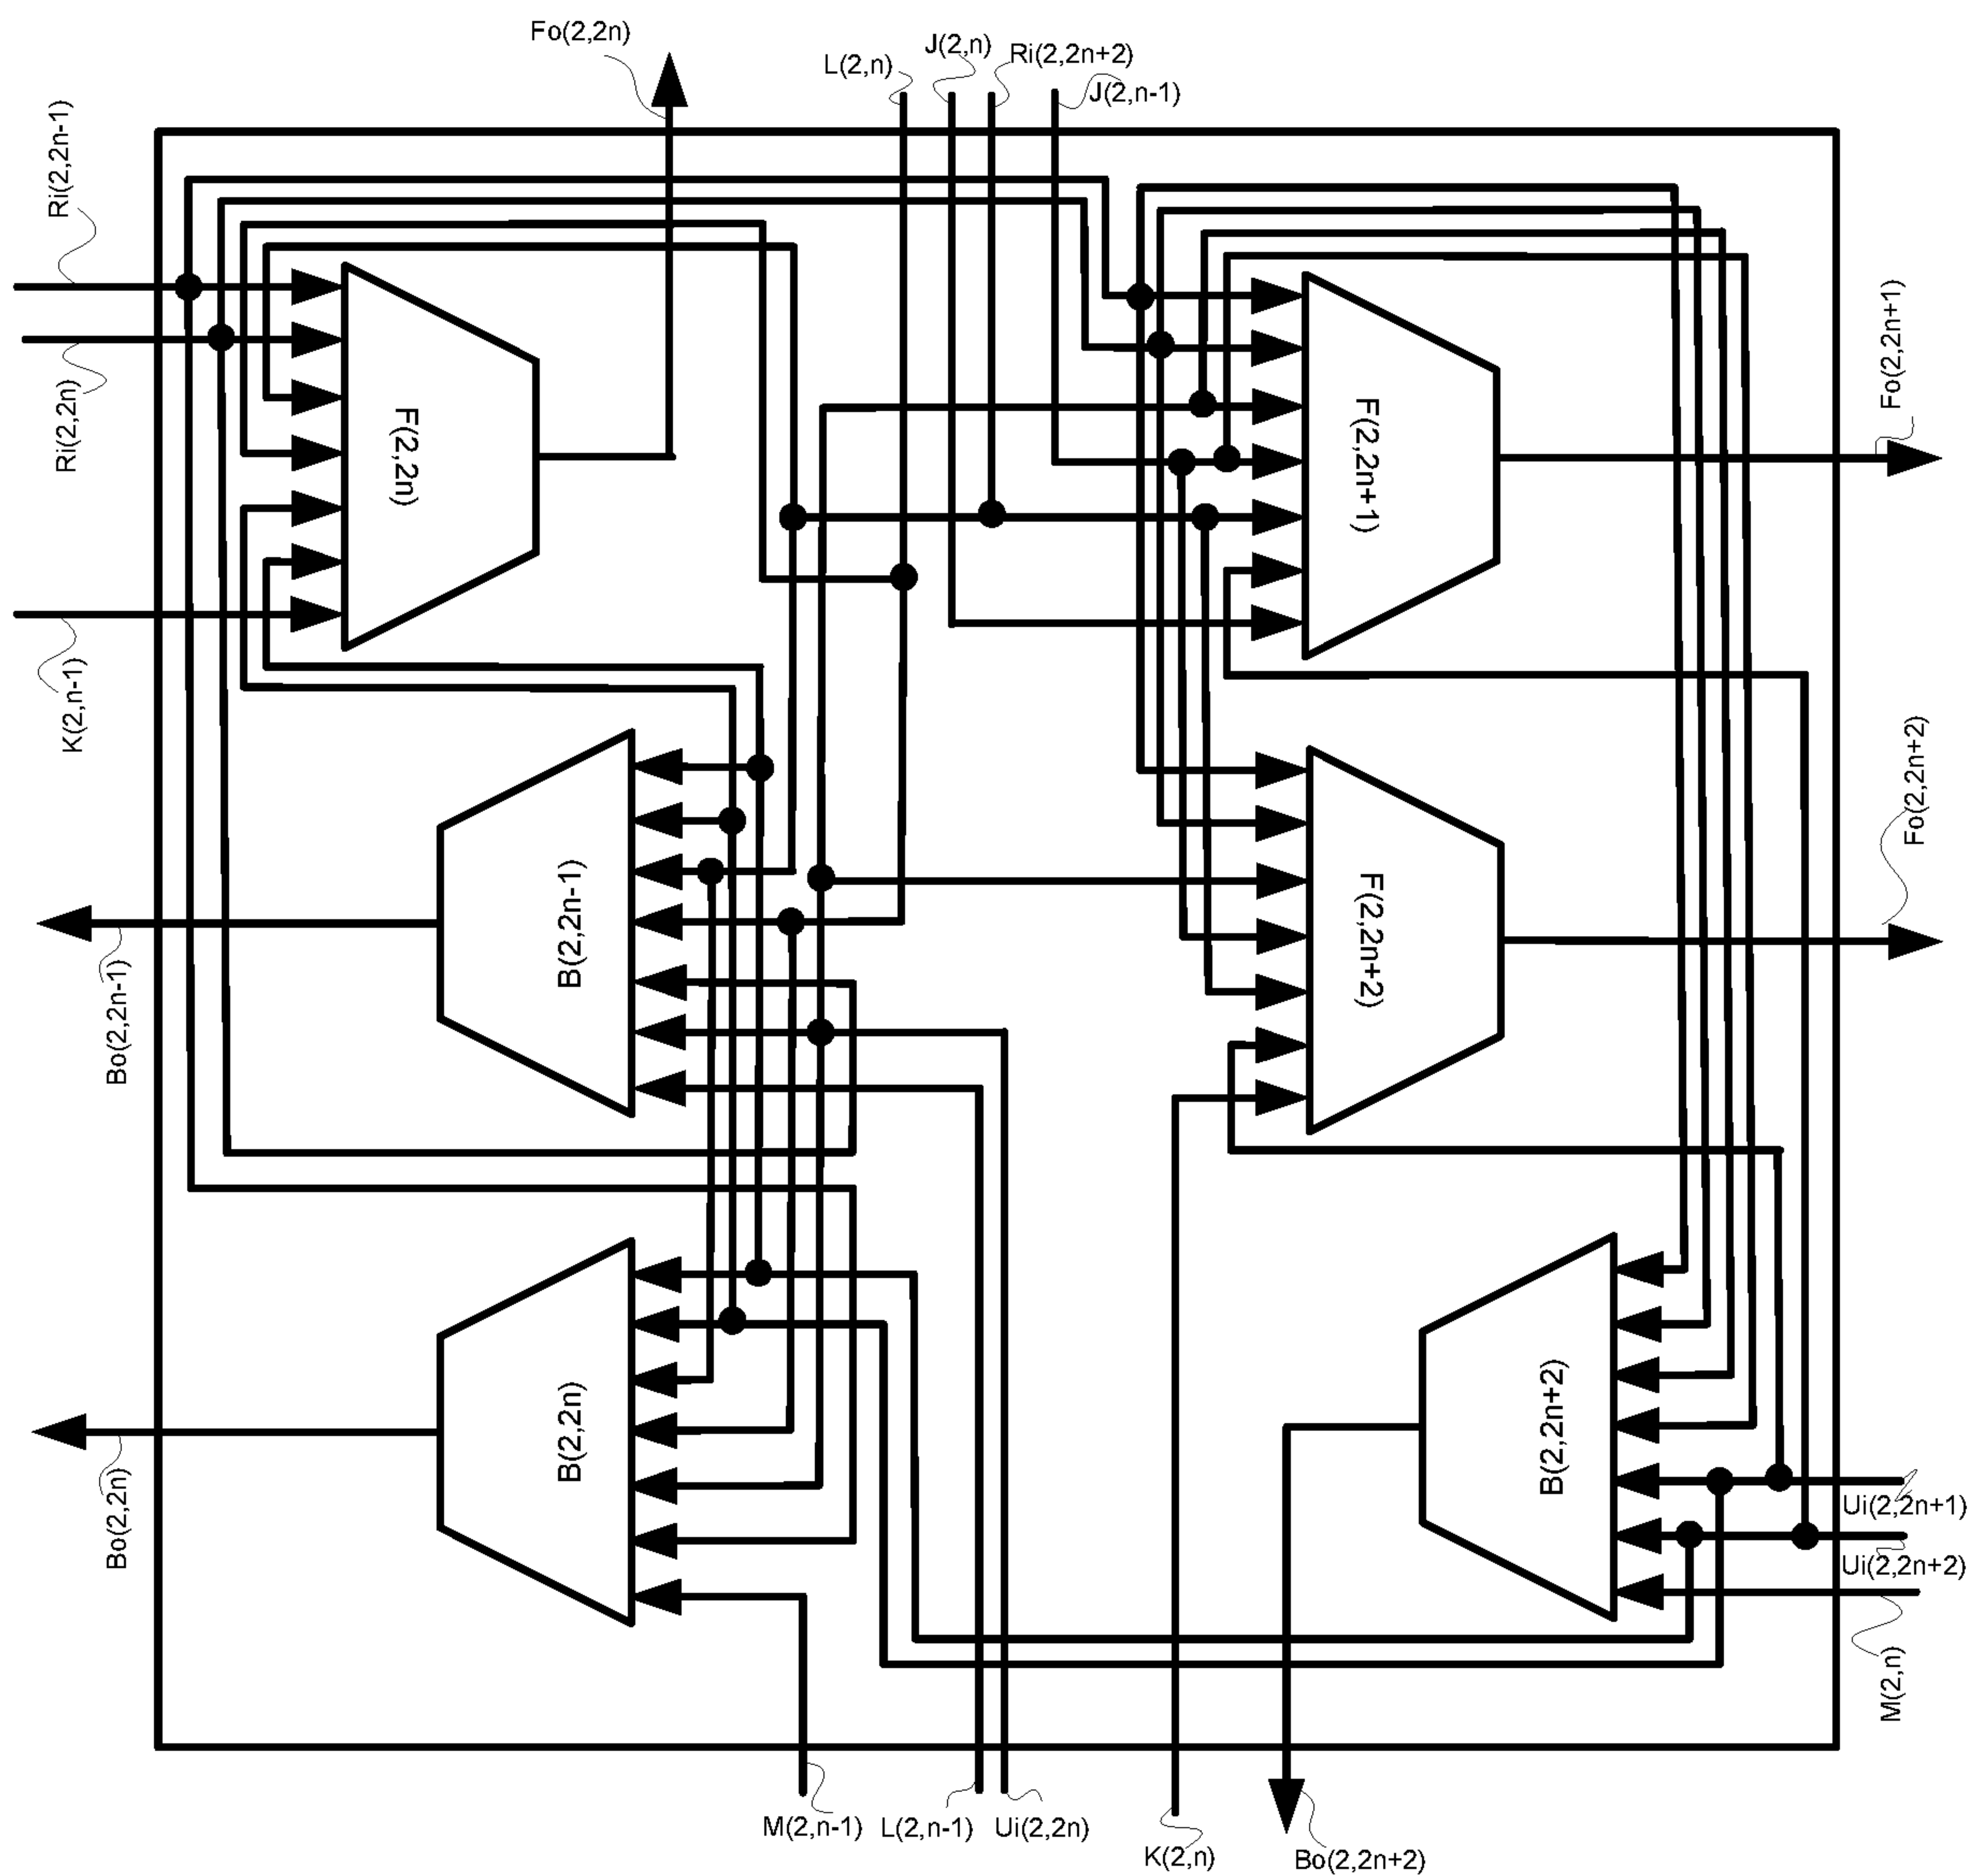 Fo(2,2n)
L(2,n)
J(2,n)
Ri(2,2n+2)
J(2,n-1)
Ri(2,2n-1)
Ri(2,2n)
K(2,n-1)
F(2,2n)
F(2,2n+1)
Fo(2,2n+1)
B(2,2n-1)
Bo(2,2n-1)
F(2,2n+2)
Fo(2,2n+2)
B(2,2n)
Bo(2,2n)
B(2,2n+2)
Ui(2,2n+1)
Ui(2,2n+2)
M(2,n)
M(2,n-1)
L(2,n-1)
Ui(2,2n)
K(2,n)
Bo(2,2n+2)